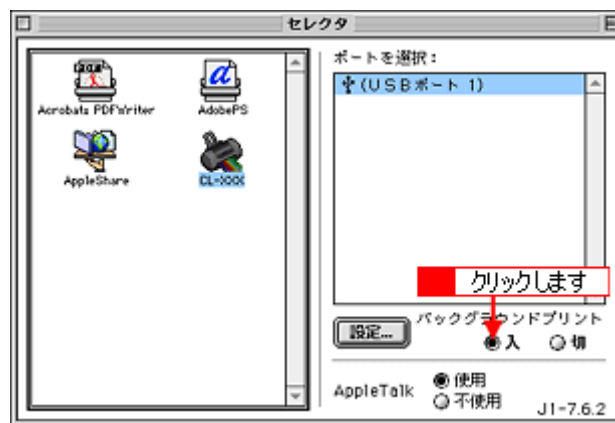 セレクタ
Acrobats PDFWriter
AdobePS
AppleShare
CL-XXX
ポートを選択：
(USBポート 1)
クリックします
バックグラウンドプリント
設定...
入 切
AppleTalk
使用
不使用
J1-7.6.2